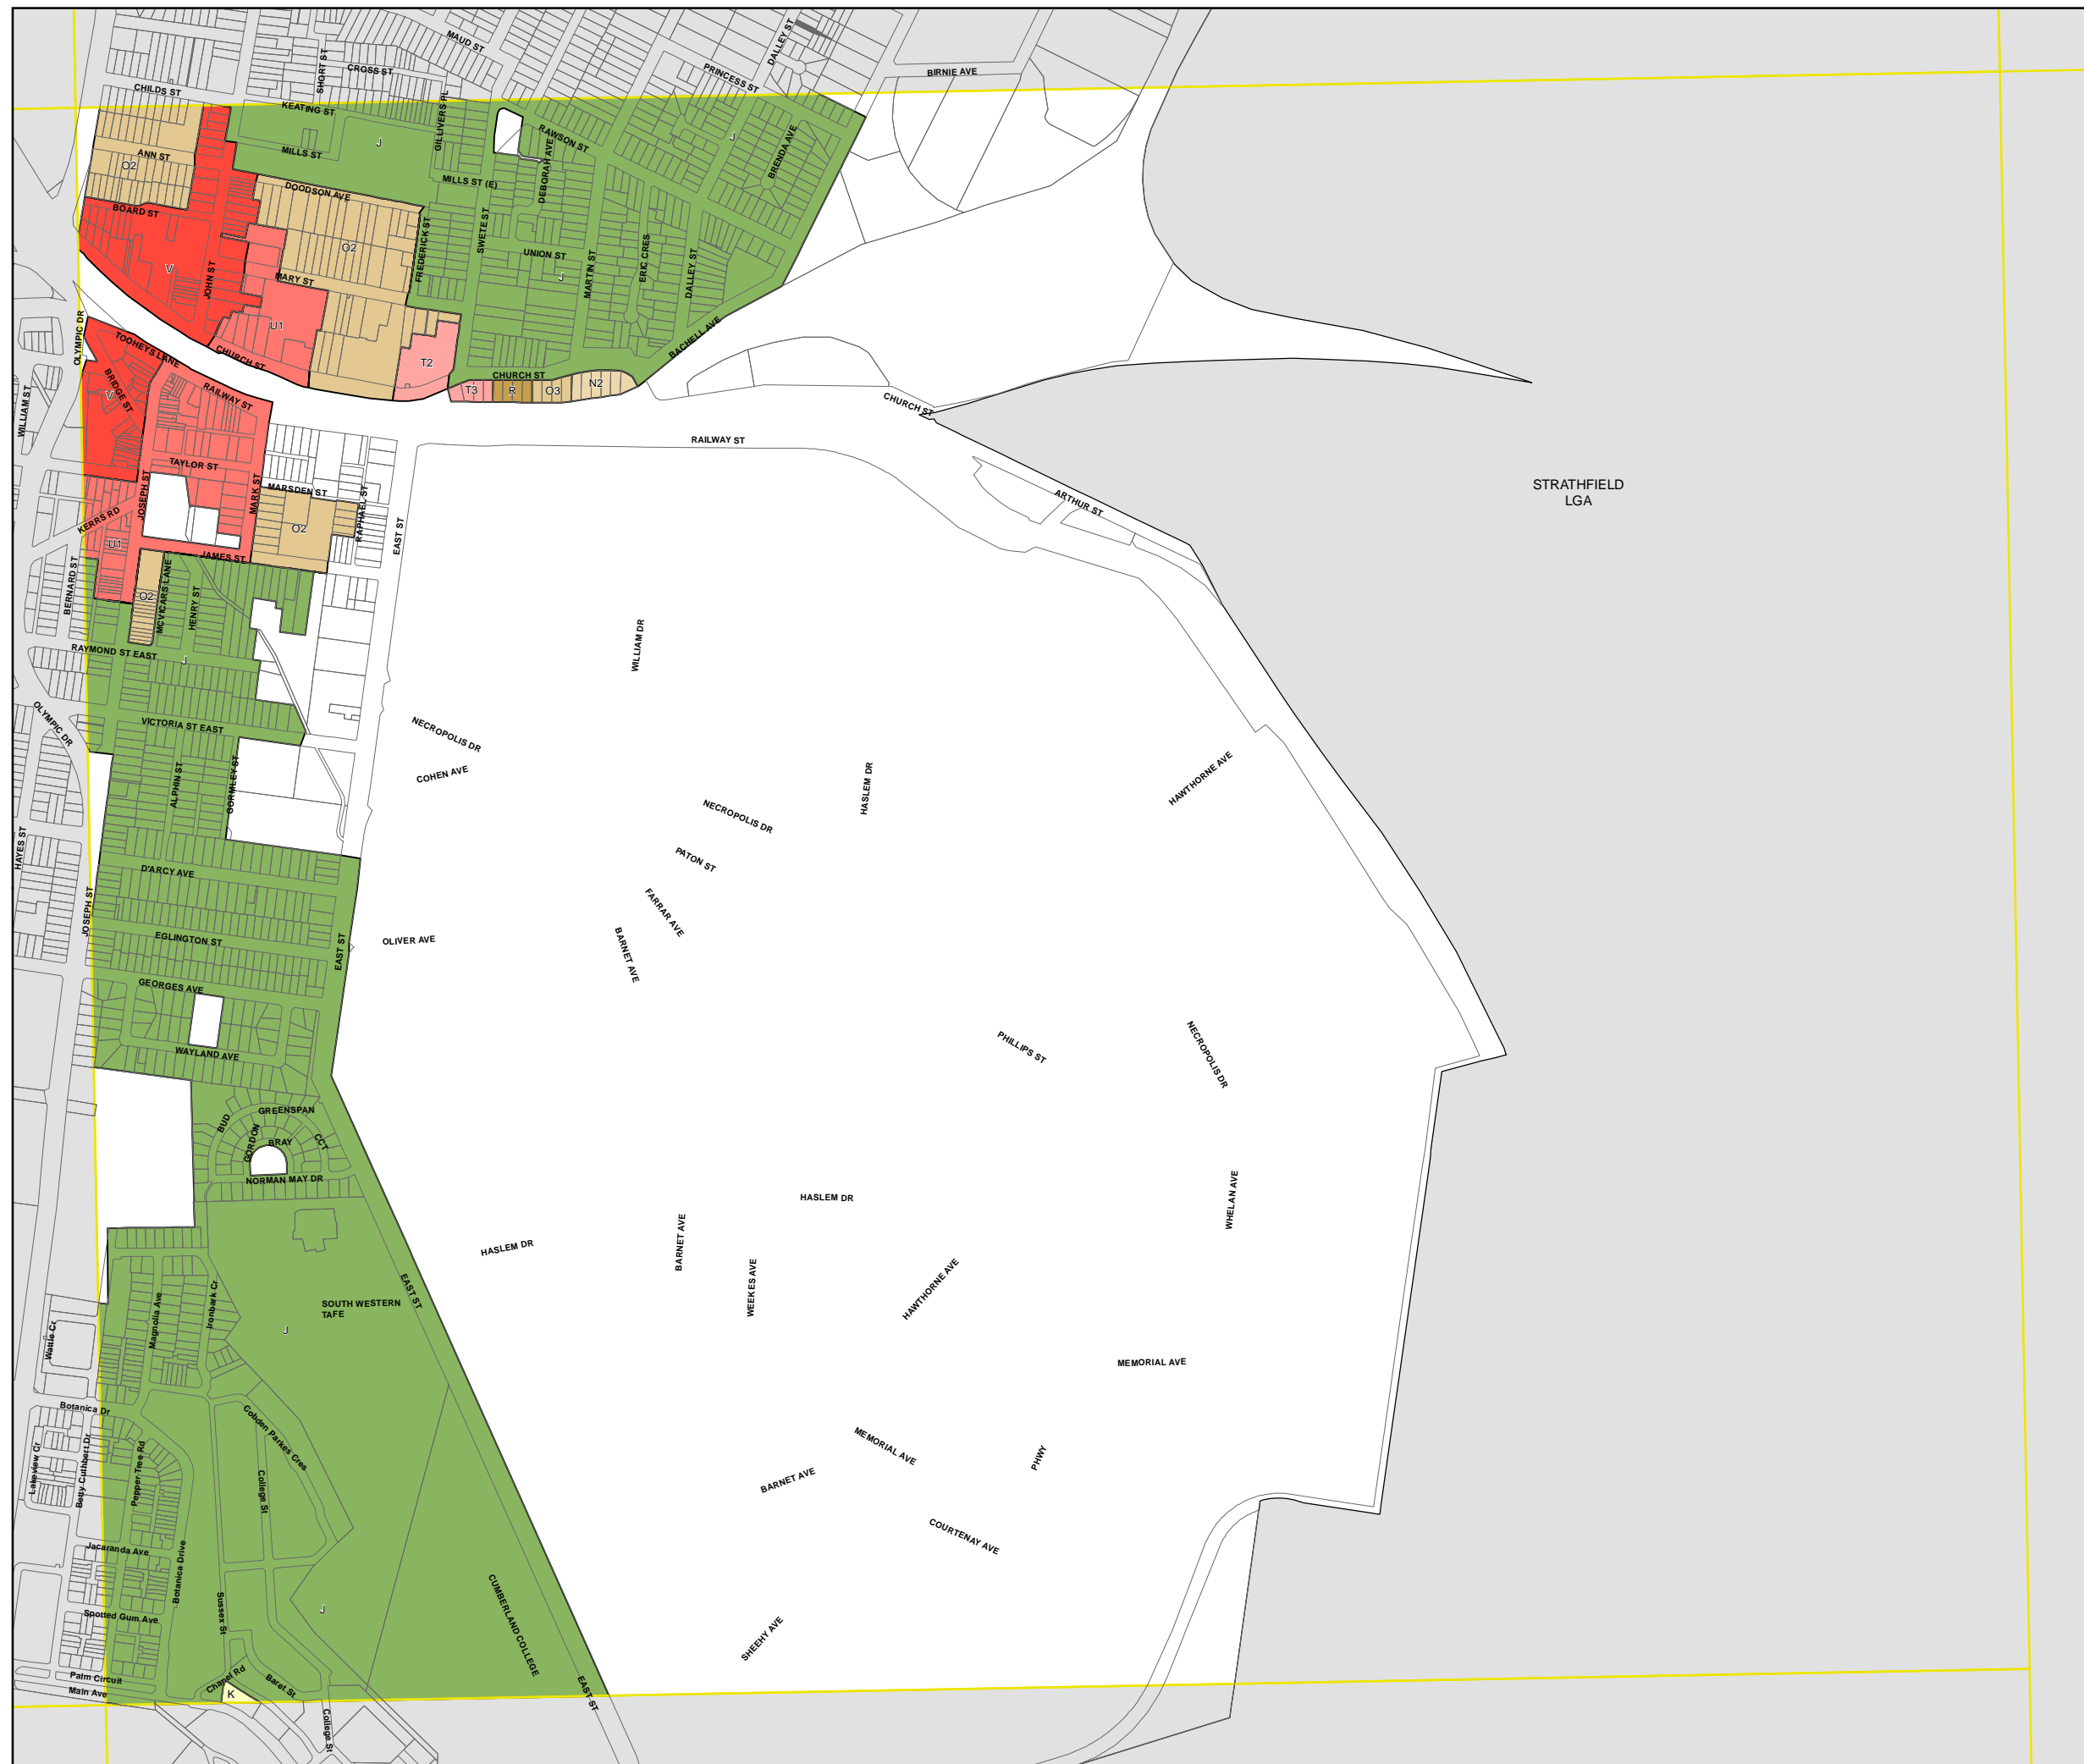 MAUD ST
DALLEY ST
SHORT ST
CROSS ST
PRINCESS ST
BIRNIE AVE
CHILDS ST
KEATING ST
GILLIVERS PL
RAWSON ST
J
BRENDA AVE
J
ANN ST
MILLS ST
O2
DEBORAH AVE
MILLS ST (E)
DOODSON AVE
BOARD ST
SWETE ST
FREDERICK ST
O2
UNION ST
ERIC CRES
V
JOHN ST
MARY ST
J
MARTIN ST
DALLEY ST
OLYMPIC DR
U1
BACHELL AVE
TOOHEYS LANE
CHURCH ST
T2
CHURCH ST
BRIDGE ST
V
RAILWAY ST
T3
R
O3
N2
WILLIAM ST
CHURCH ST
RAILWAY ST
TAYLOR ST
STRATHFIELD
LGA
JOSEPH ST
MARK ST
MARSDEN ST
RAPHAEL ST
ARTHUR ST
KERRS RD
O2
EAST ST
U1
JAMES ST
BERNARD ST
O2
MCVICARS LANE
HENRY ST
WILLIAM DR
RAYMOND ST EAST
J
OLYMPIC DR
VICTORIA ST EAST
NECROPOLIS DR
COHEN AVE
ALPHIN ST
GORMLEY ST
HASLEM DR
HAWTHORNE AVE
NECROPOLIS DR
HAYES ST
PATON ST
D'ARCY AVE
JOSEPH ST
FARRAR AVE
EGLINGTON ST
EAST ST
OLIVER AVE
BARNET AVE
GEORGES AVE
WAYLAND AVE
PHILLIPS ST
NECROPOLIS DR
GREENSPAN
BUD
GORDON
BRAY
CCT
NORMAN MAY DR
HASLEM DR
WHELAN AVE
HASLEM DR
BARNET AVE
WEEKES AVE
HAWTHORNE AVE
EAST ST
SOUTH WESTERN
TAFE
Magnolia Ave
Ironbark Cr
J
Wattle Cr
MEMORIAL AVE
Botanica Dr
Cobden Parkes Cres
MEMORIAL AVE
PHWY
Lakeview Cr
Betty Cuthbert Dr
Pepper Tree Rd
College St
BARNET AVE
COURTENAY AVE
Jacaranda Ave
Botanica Drive
Sussex St
CUMBERLAND COLLEGE
J
Spotted Gum Ave
SHEEHY AVE
Palm Circuit
Main Ave
Chapel Rd
K
Baret St
EAST ST
College St